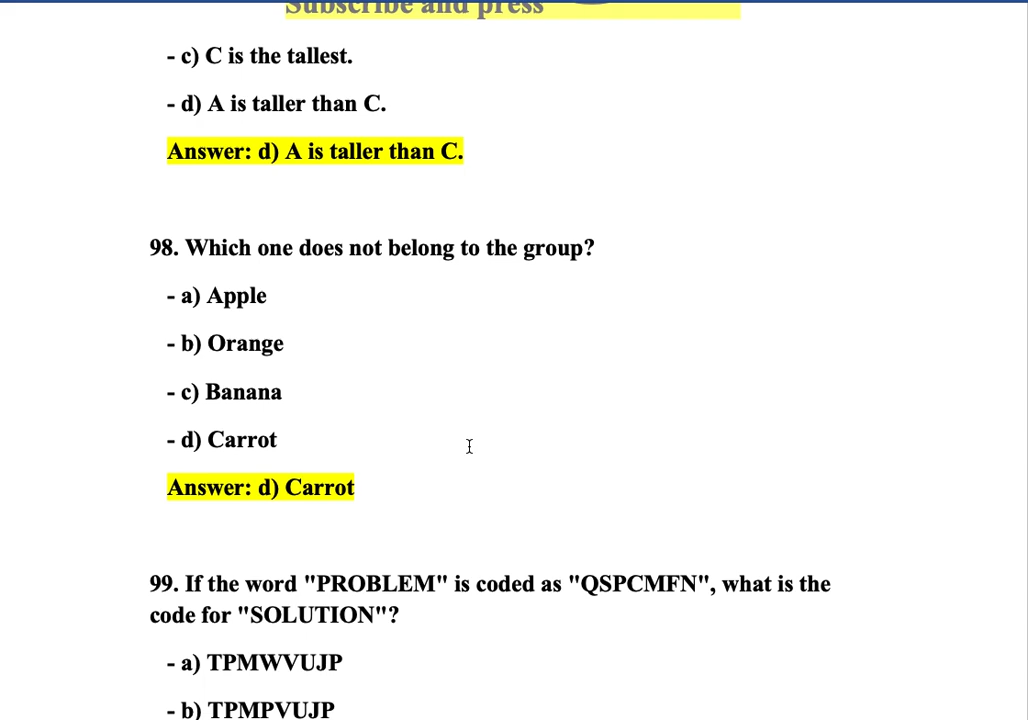 Subscribe and press
- c) C is the tallest.
- d) A is taller than C.
Answer: d) A is taller than C.
98. Which one does not belong to the group?
- a) Apple
- b) Orange
- c) Banana
- d) Carrot
Answer: d) Carrot
99. If the word "PROBLEM" is coded as "QSPCMFN", what is the
code for "SOLUTION"?
- a) TPMWVUJP
- b) TPMPVUJP